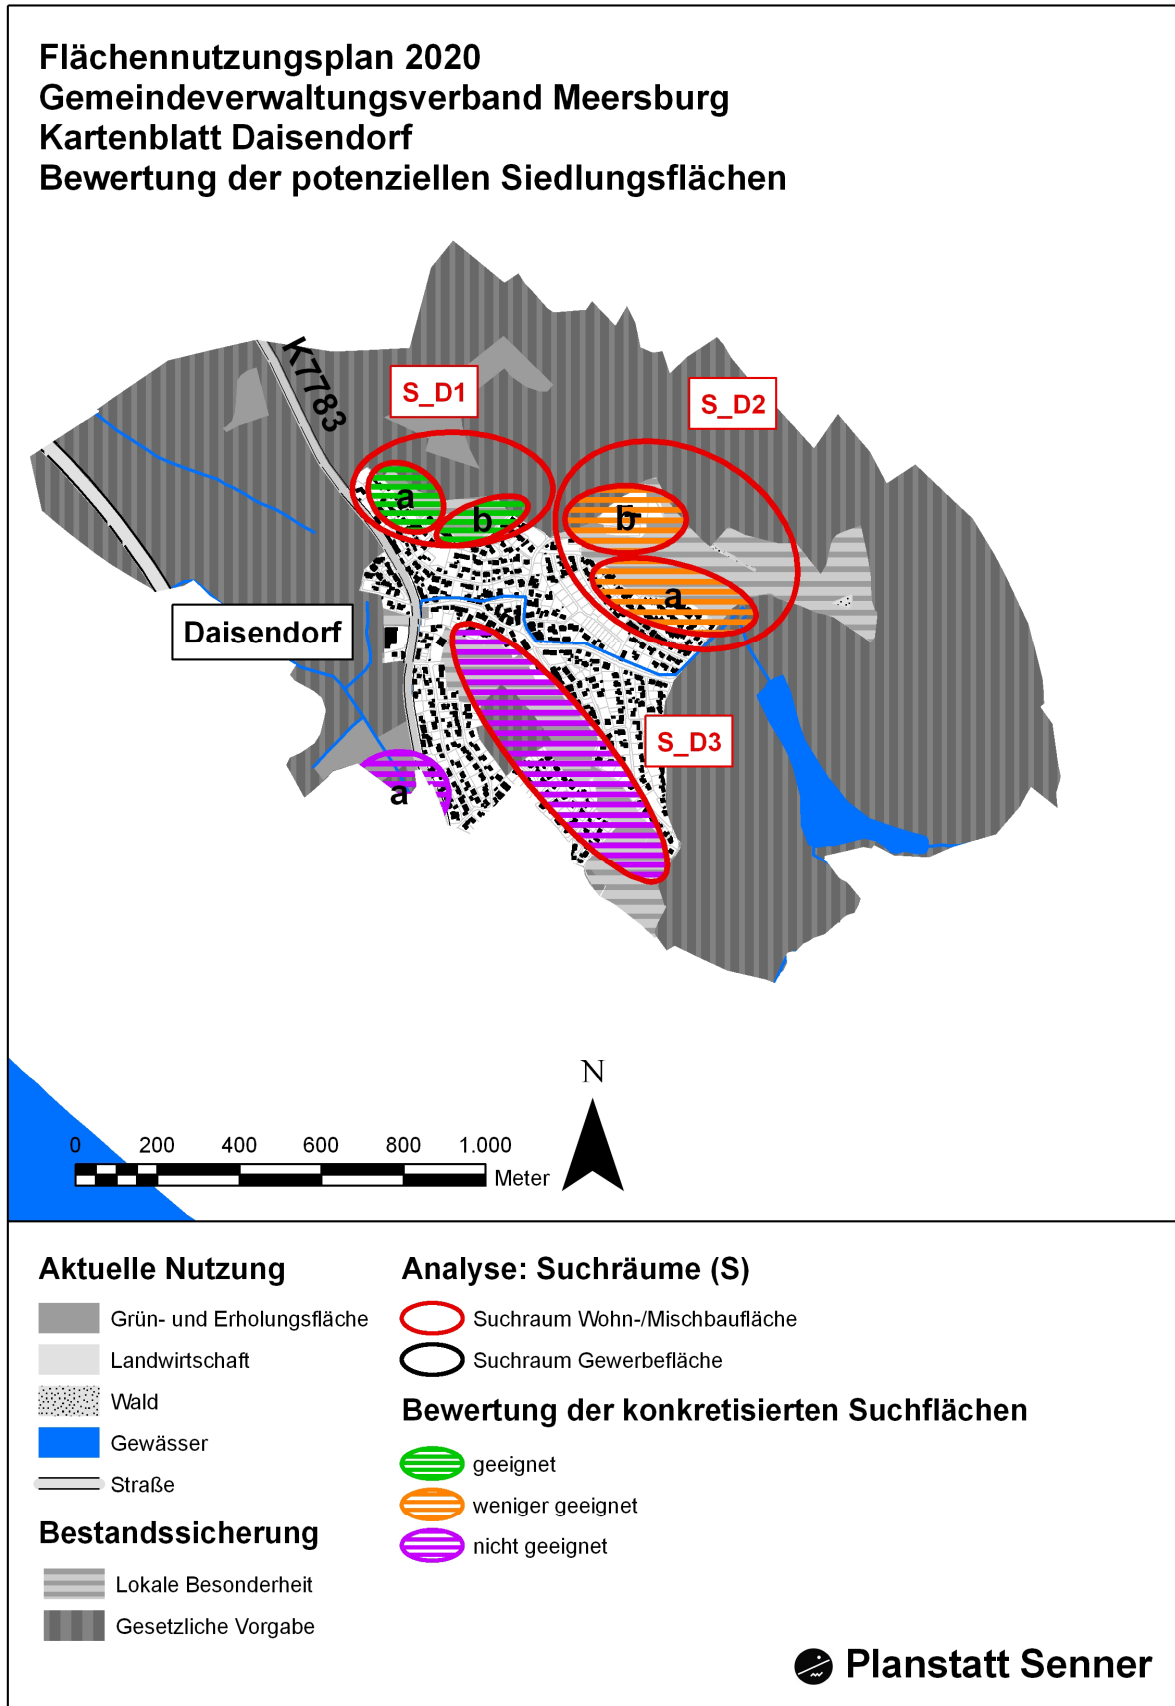 Flächennutzungsplan 2020
Gemeindeverwaltungsverband Meersburg
Kartenblatt Daisendorf
Bewertung der potenziellen Siedlungsflächen
K7783
S_D1
S_D2
a
b
b
a
Daisendorf
S_D3
a
N
0 200 400 600 800 1.000
Meter
Aktuelle Nutzung
Grün- und Erholungsfläche
Landwirtschaft
Wald
Gewässer
Straße
Bestandssicherung
Lokale Besonderheit
Gesetzliche Vorgabe
Analyse: Suchräume (S)
Suchraum Wohn-/Mischbaufläche
Suchraum Gewerbefläche
Bewertung der konkretisierten Suchflächen
geeignet
weniger geeignet
nicht geeignet
Planstatt Senner